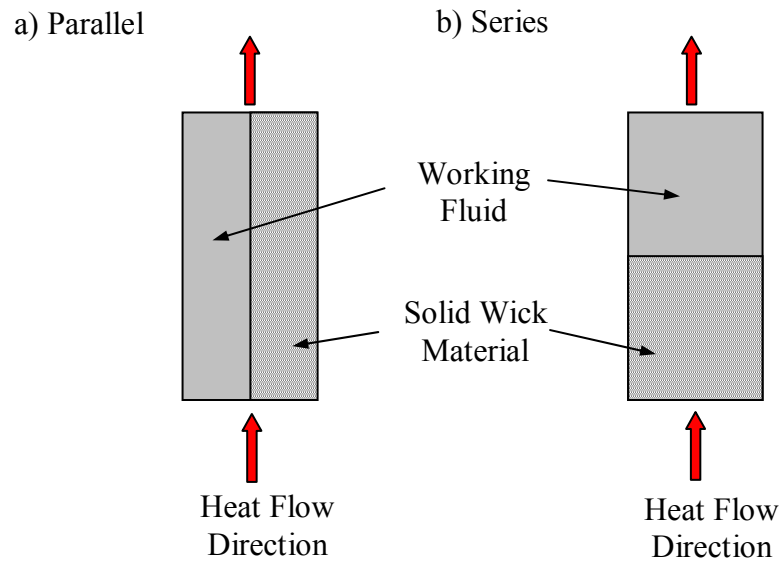 a) Parallel
b) Series
Working
Fluid
Solid Wick
Material
Heat Flow
Direction
Heat Flow
Direction